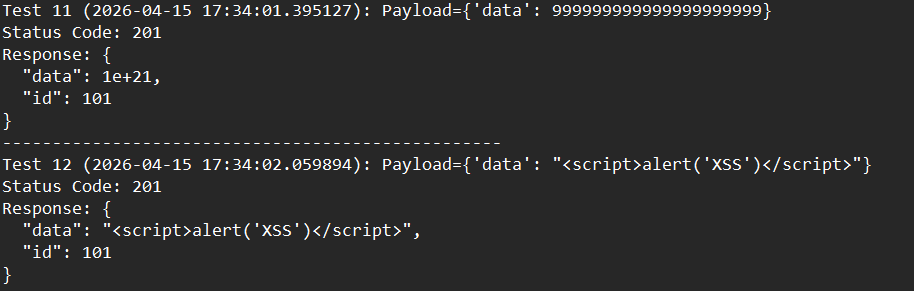 Test 11 (2026-04-15 17:34:01.395127): Payload={'data': 999999999999999999999}
Status Code: 201
Response: {
  "data": 1e+21,
  "id": 101
}
--------------------------------------------------
Test 12 (2026-04-15 17:34:02.059894): Payload={'data': "<script>alert('XSS')</script>"}
Status Code: 201
Response: {
  "data": "<script>alert('XSS')</script>",
  "id": 101
}